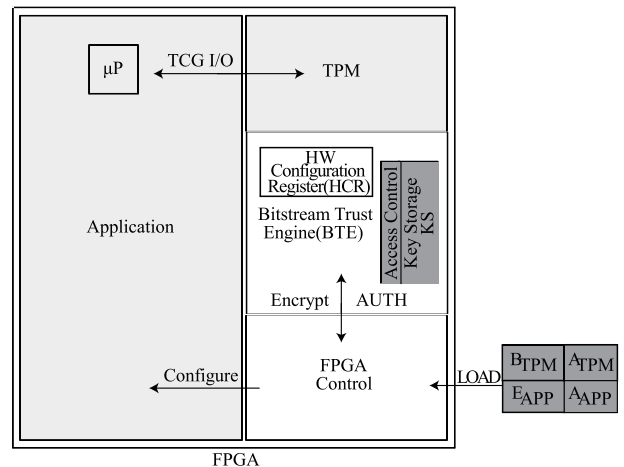 μP
TCG I/O
TPM
HW
Configuration
Register(HCR)
Bitstream Trust
Engine(BTE)
Access Control
Key Storage
KS
Application
Encrypt
AUTH
FPGA
Control
Configure
LOAD
BTPM
ATPM
EAPP
AAPP
FPGA